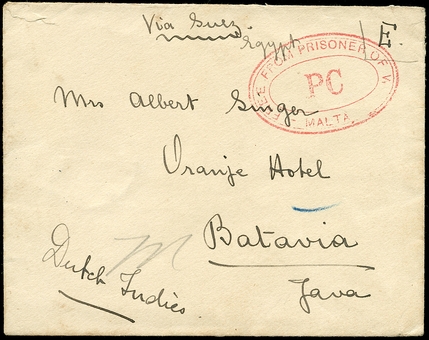 Via Suez
Egypt
E.
FREE FROM PRISONER OF W.
PC
MALTA.
Mrs Albert Singer
Oranje Hotel
Batavia
Dutch Indies
Java